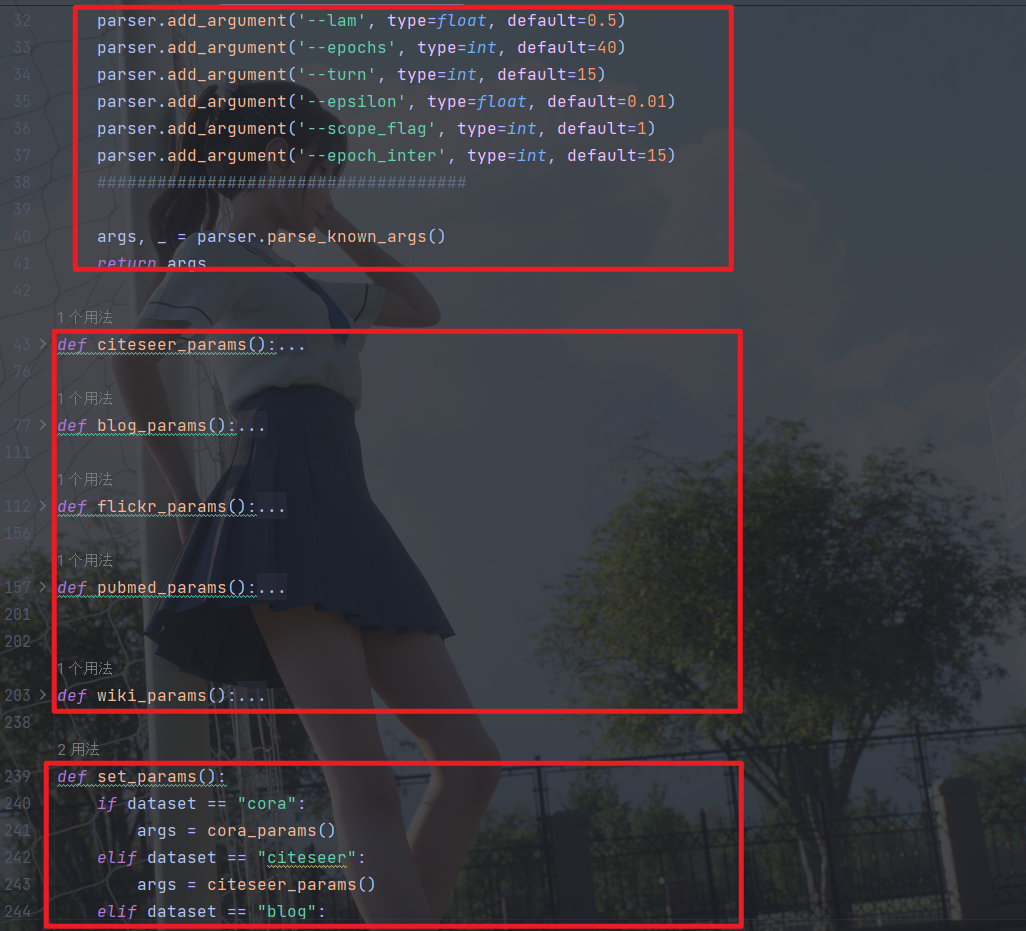 32 parser.add_argument('--lam', type=float, default=0.5)
33 parser.add_argument('--epochs', type=int, default=40)
34 parser.add_argument('--turn', type=int, default=15)
35 parser.add_argument('--epsilon', type=float, default=0.01)
36 parser.add_argument('--scope_flag', type=int, default=1)
37 parser.add_argument('--epoch_inter', type=int, default=15)
38 #####################################
39
40 args, _ = parser.parse_known_args()
41 return args
42
1 个用法
43 def citeseer_params():...
76
1 个用法
77 def blog_params():...
111
1 个用法
112 def flickr_params():...
156
1 个用法
157 def pubmed_params():...
201
202
1 个用法
203 def wiki_params():...
238
2 用法
239 def set_params():
240 if dataset == "cora":
241 args = cora_params()
242 elif dataset == "citeseer":
243 args = citeseer_params()
244 elif dataset == "blog":